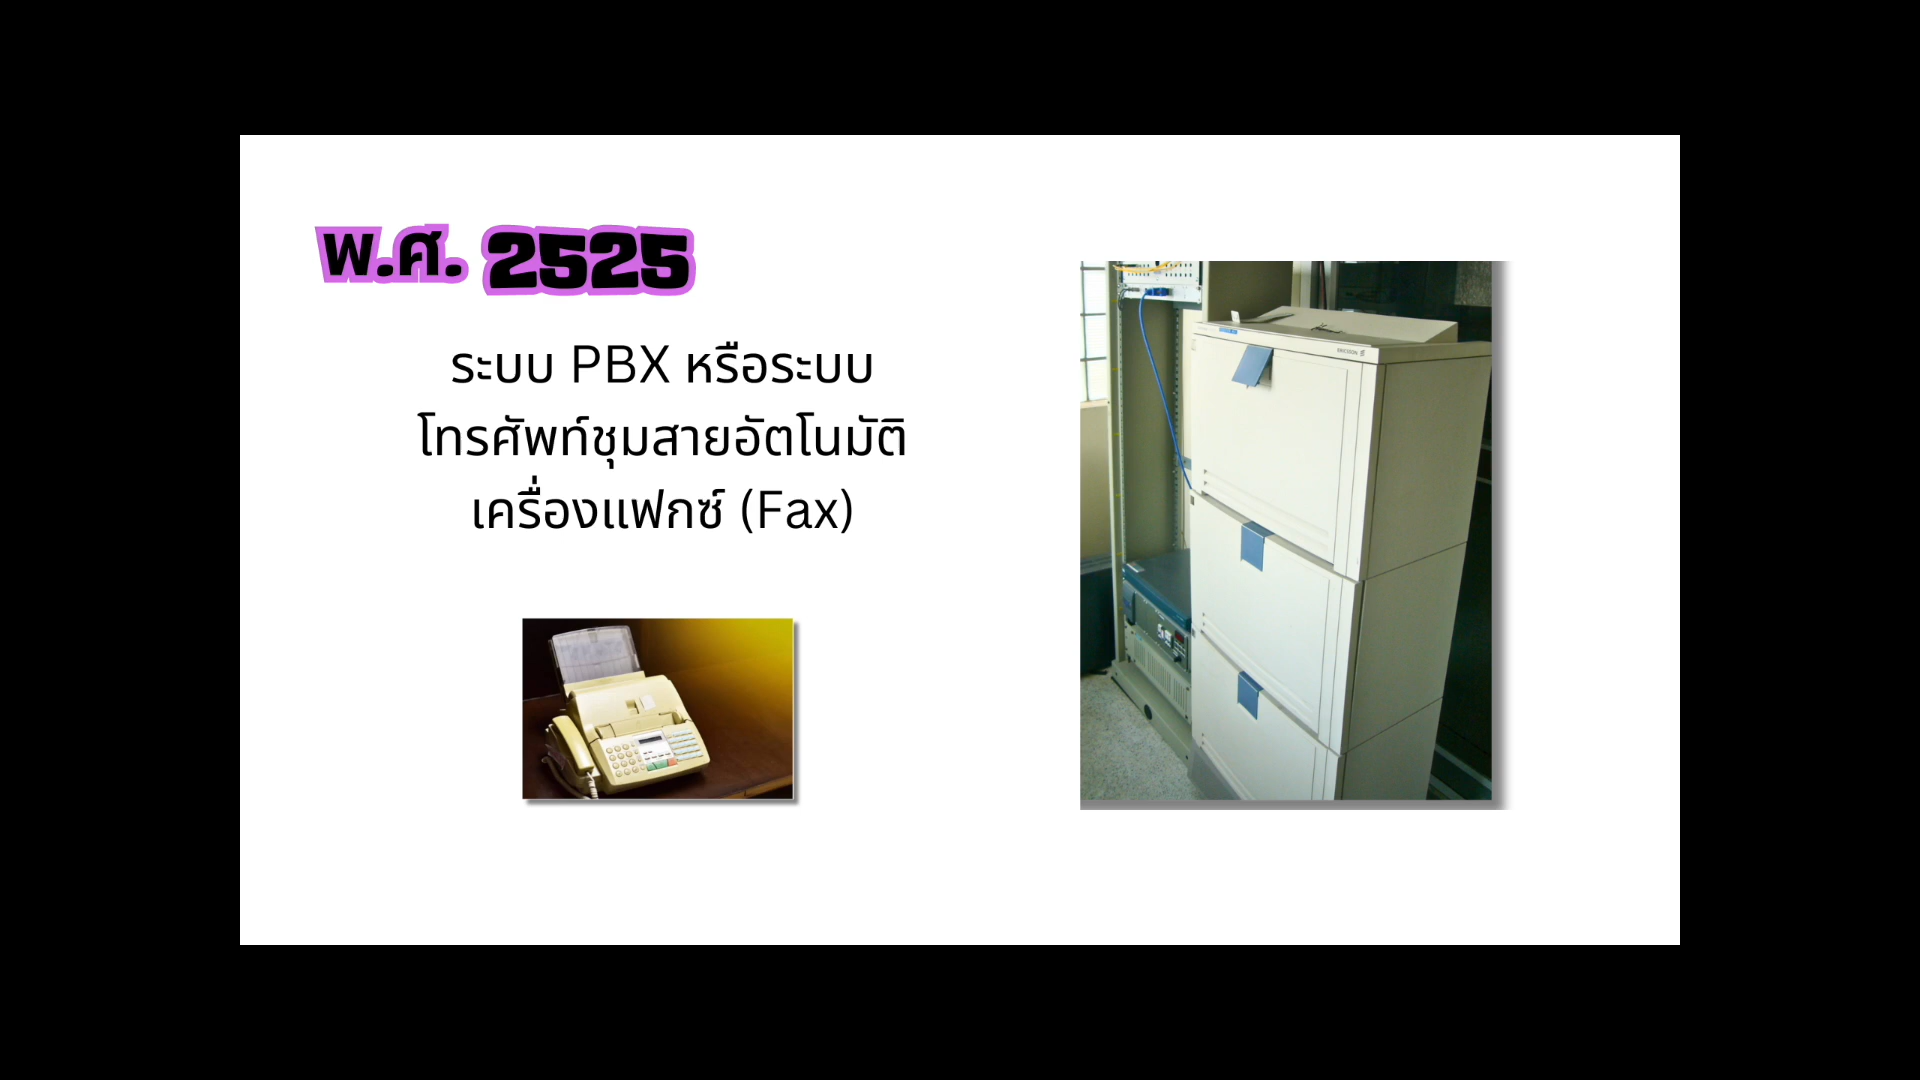 พ.ศ. 2525
ระบบ PBX หรือระบบ
โทรศัพท์ชุมสายอัตโนมัติ
เครื่องแฟกซ์ (Fax)
ERICSSON